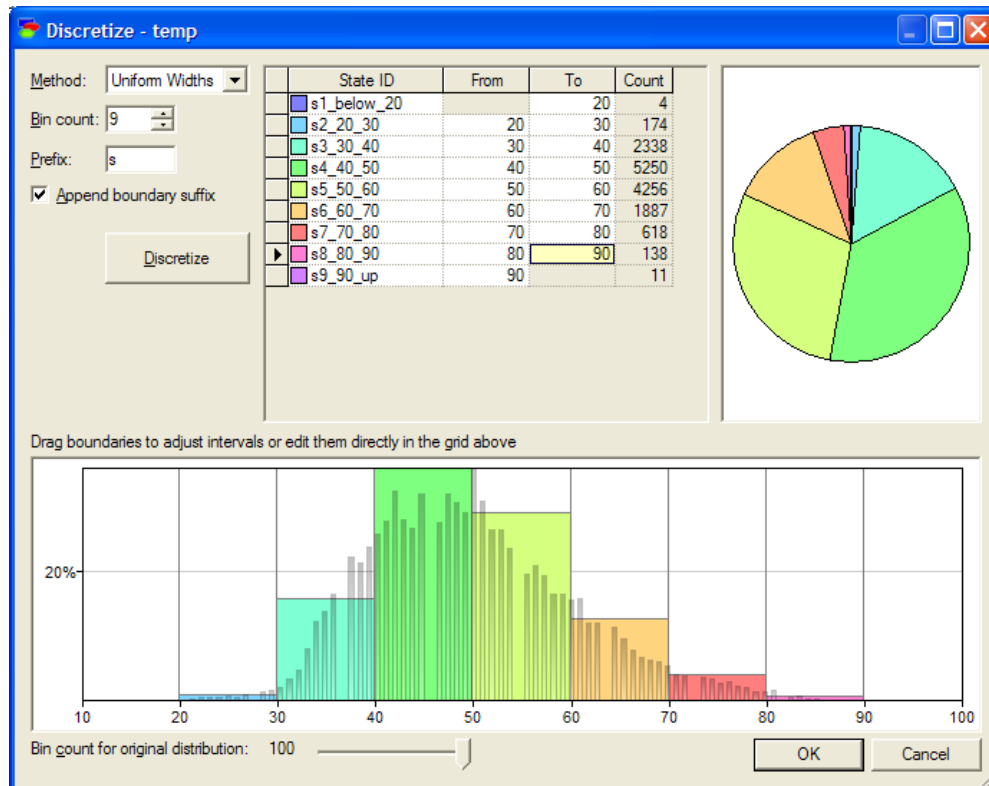 Discretize - temp
Method: Uniform Widths
Bin count: 9
Prefix: s
Append boundary suffix
Discretize
State ID From To Count
s1_below_20 20 4
s2_20_30 20 30 174
s3_30_40 30 40 2338
s4_40_50 40 50 5250
s5_50_60 50 60 4256
s6_60_70 60 70 1887
s7_70_80 70 80 618
s8_80_90 80 90 138
s9_90_up 90 11
Drag boundaries to adjust intervals or edit them directly in the grid above
20%
10 20 30 40 50 60 70 80 90 100
Bin count for original distribution: 100
OK Cancel